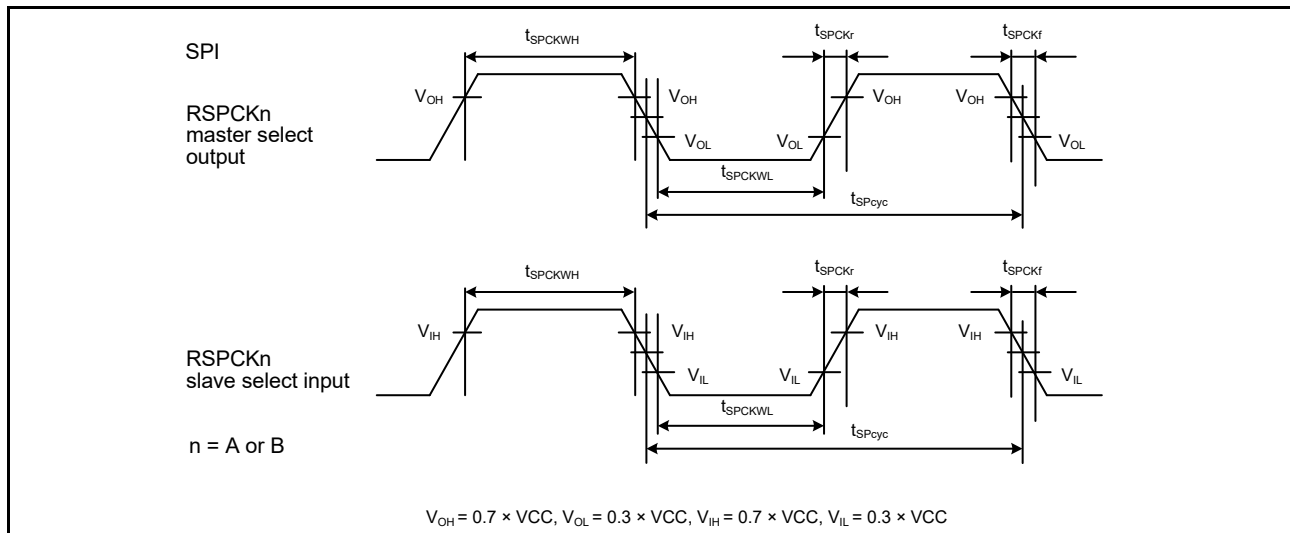 SPI
tSPCKWH
tSPCKr
tSPCKf
VOH
VOH
VOH
VOH
RSPCKn
master select
output
VOL
VOL
VOL
tSPCKWL
tSPcyc
tSPCKWH
tSPCKr
tSPCKf
VIH
VIH
VIH
VIH
RSPCKn
slave select input
VIL
VIL
VIL
tSPCKWL
tSPcyc
n = A or B
VOH = 0.7 × VCC, VOL = 0.3 × VCC, VIH = 0.7 × VCC, VIL = 0.3 × VCC